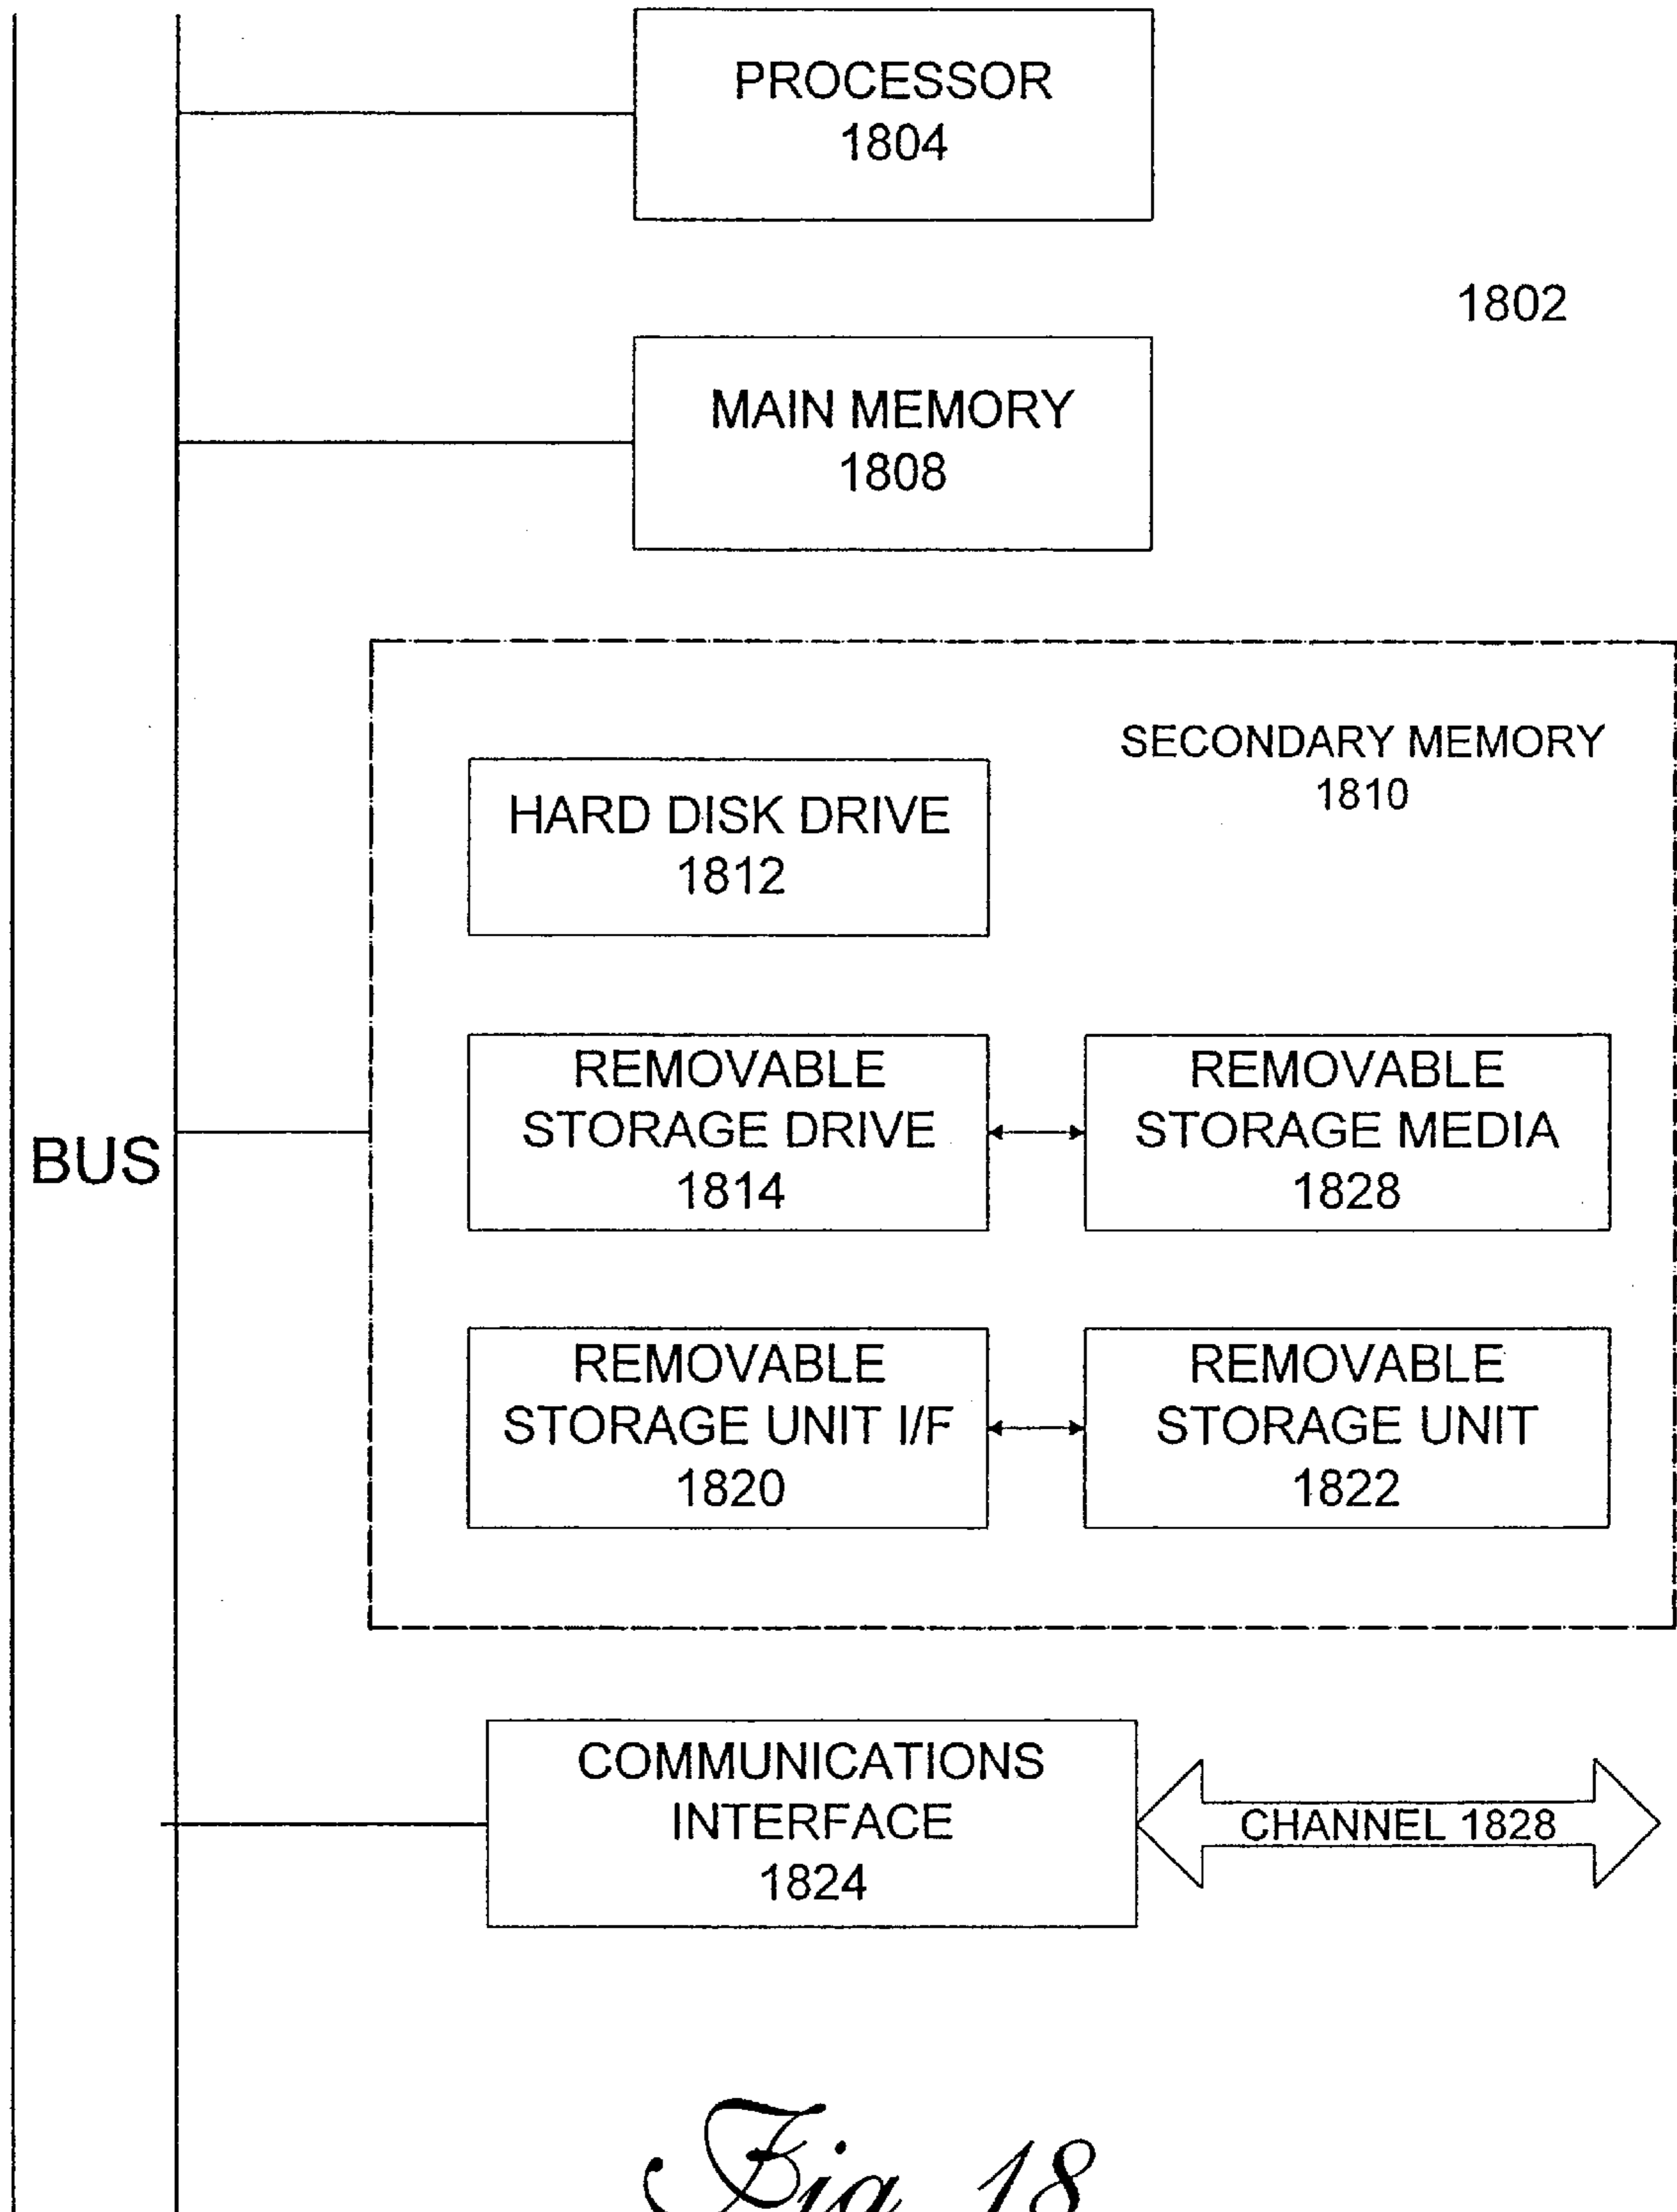 PROCESSOR
1804
1802
MAIN MEMORY
1808
SECONDARY MEMORY
1810
HARD DISK DRIVE
1812
REMOVABLE
STORAGE DRIVE
1814
REMOVABLE
STORAGE MEDIA
1828
BUS
REMOVABLE
STORAGE UNIT I/F
1820
REMOVABLE
STORAGE UNIT
1822
COMMUNICATIONS
INTERFACE
1824
CHANNEL 1828
Fig. 18